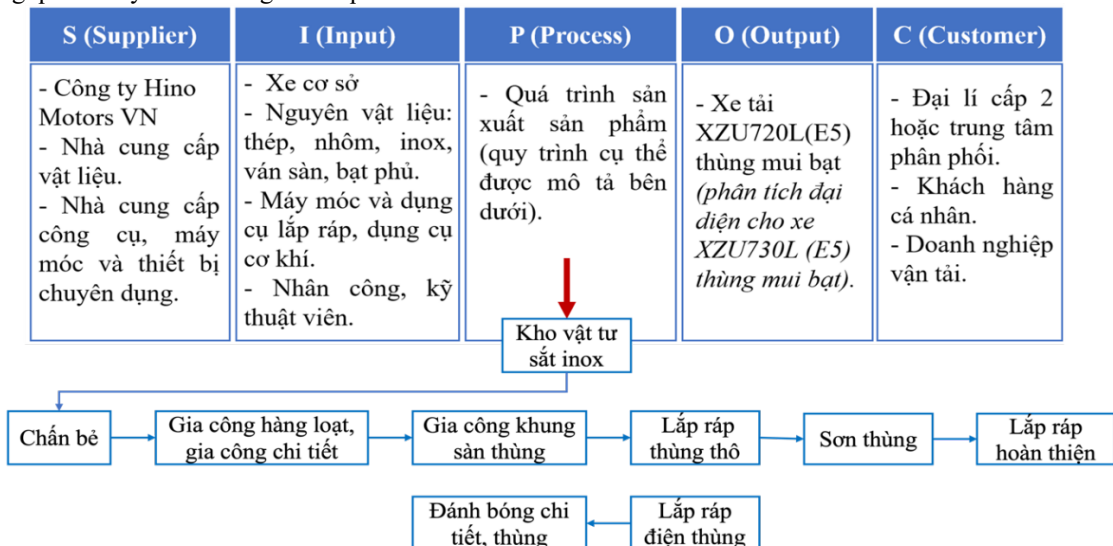 S (Supplier)
I (Input)
P (Process)
O (Output)
C (Customer)
- Công ty Hino
Motors VN
- Nhà cung cấp
vật liệu.
- Nhà cung cấp
công cụ, máy
móc và thiết bị
chuyên dụng.
- Xe cơ sở
- Nguyên vật liệu:
thép, nhôm, inox,
ván sàn, bạt phủ.
- Máy móc và dụng
cụ lắp ráp, dụng cụ
cơ khí.
- Nhân công, kỹ
thuật viên.
- Quá trình sản
xuất sản phẩm
(quy trình cụ thể
được mô tả bên
dưới).
- Xe tải
XZU720L(E5)
thùng mui bạt
(phân tích đại
diện cho xe
XZU730L (E5)
thùng mui bạt).
- Đại lí cấp 2
hoặc trung tâm
phân phối.
- Khách hàng
cá nhân.
- Doanh nghiệp
vận tải.
Kho vật tư
sắt inox
Chấn bẻ
Gia công hàng loạt,
gia công chi tiết
Gia công khung
sàn thùng
Lắp ráp
thùng thô
Sơn thùng
Lắp ráp
hoàn thiện
Đánh bóng chi
tiết, thùng
Lắp ráp
điện thùng